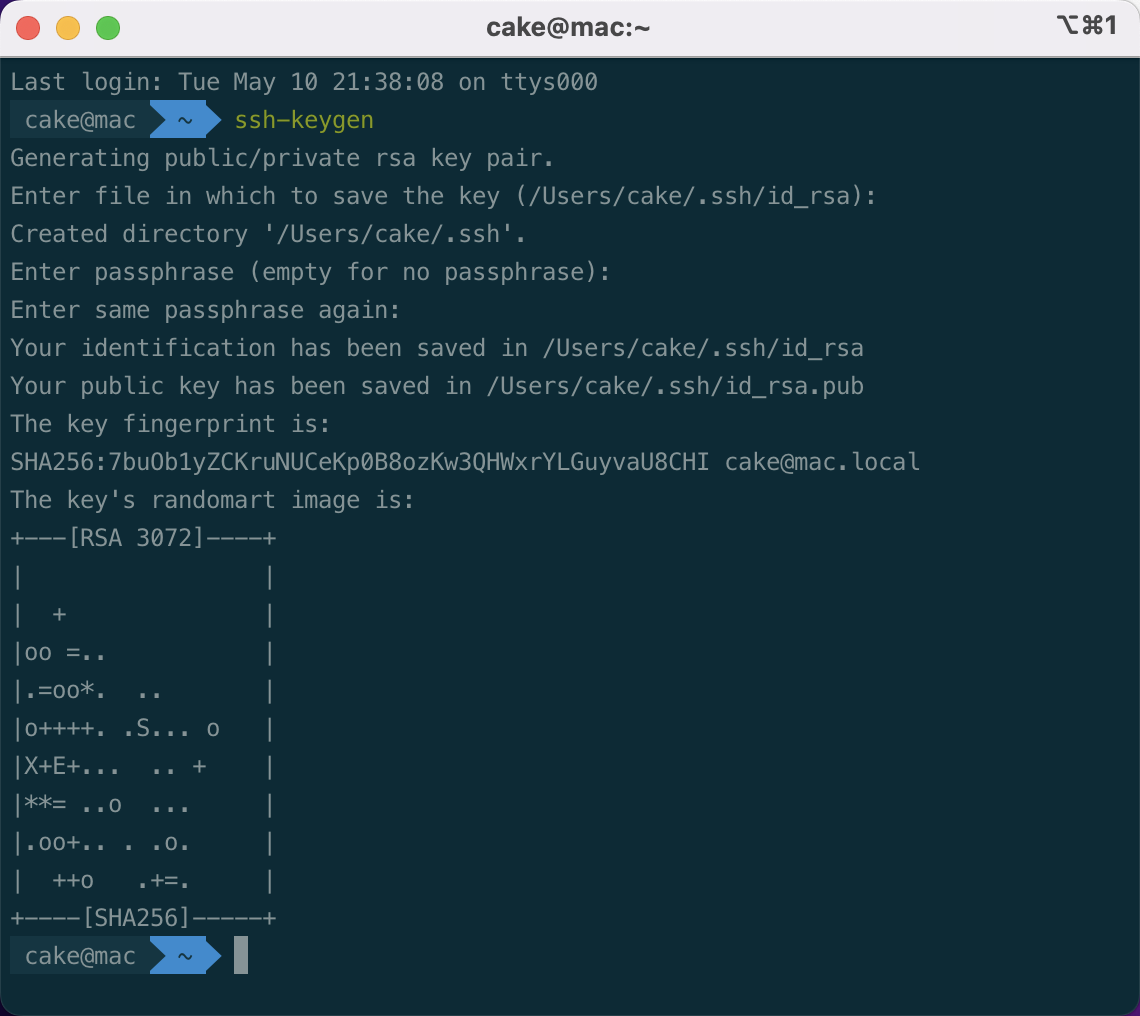 cake@mac:~
⌥⌘1
Last login: Tue May 10 21:38:08 on ttys000
cake@mac ~ ssh-keygen
Generating public/private rsa key pair.
Enter file in which to save the key (/Users/cake/.ssh/id_rsa):
Created directory '/Users/cake/.ssh'.
Enter passphrase (empty for no passphrase):
Enter same passphrase again:
Your identification has been saved in /Users/cake/.ssh/id_rsa
Your public key has been saved in /Users/cake/.ssh/id_rsa.pub
The key fingerprint is:
SHA256:7buOb1yZCKruNUCeKp0B8ozKw3QHWxrYLGuyvaU8CHI cake@mac.local
The key's randomart image is:
+---[RSA 3072]----+
|                 |
|  +              |
|oo =..           |
|.=oo*.  ..       |
|o++++. .S... o   |
|X+E+...  .. +    |
|**= ..o  ...     |
|.oo+.. . .o.     |
|  ++o   .+=.     |
+----[SHA256]-----+
cake@mac ~